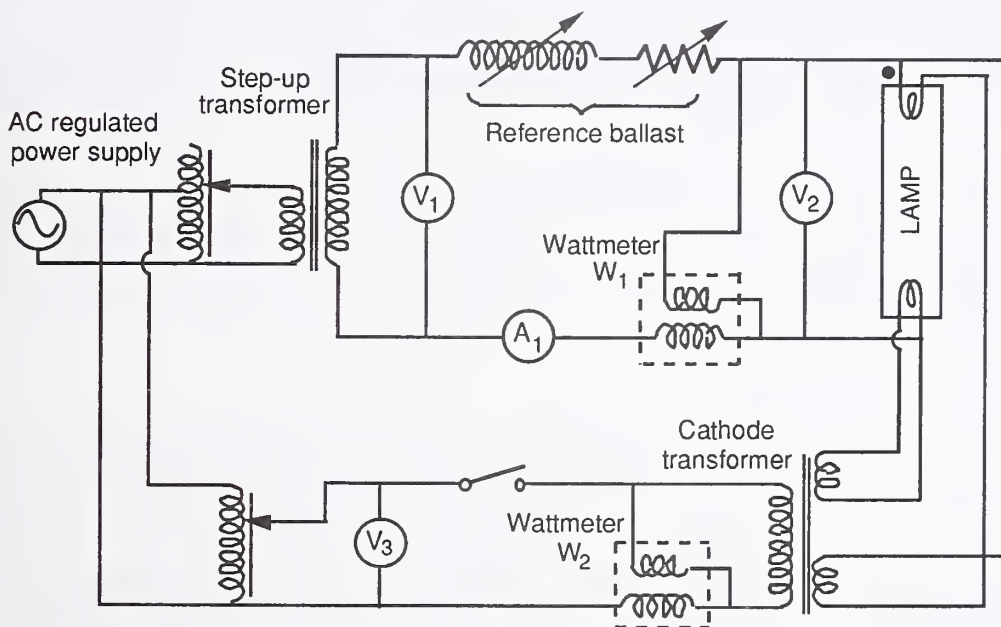 Step-up
transformer
AC regulated
power supply
Reference ballast
V1
V2
LAMP
Wattmeter
W1
A1
Cathode
transformer
V3
Wattmeter
W2